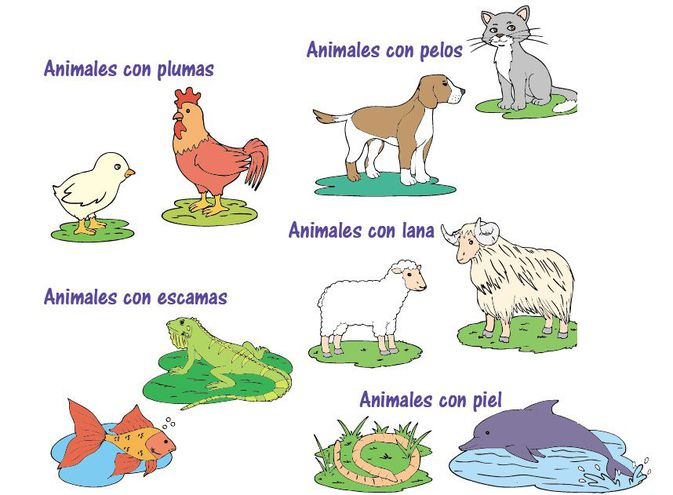 Animales con plumas
Animales con pelos
Animales con lana
Animales con escamas
Animales con piel